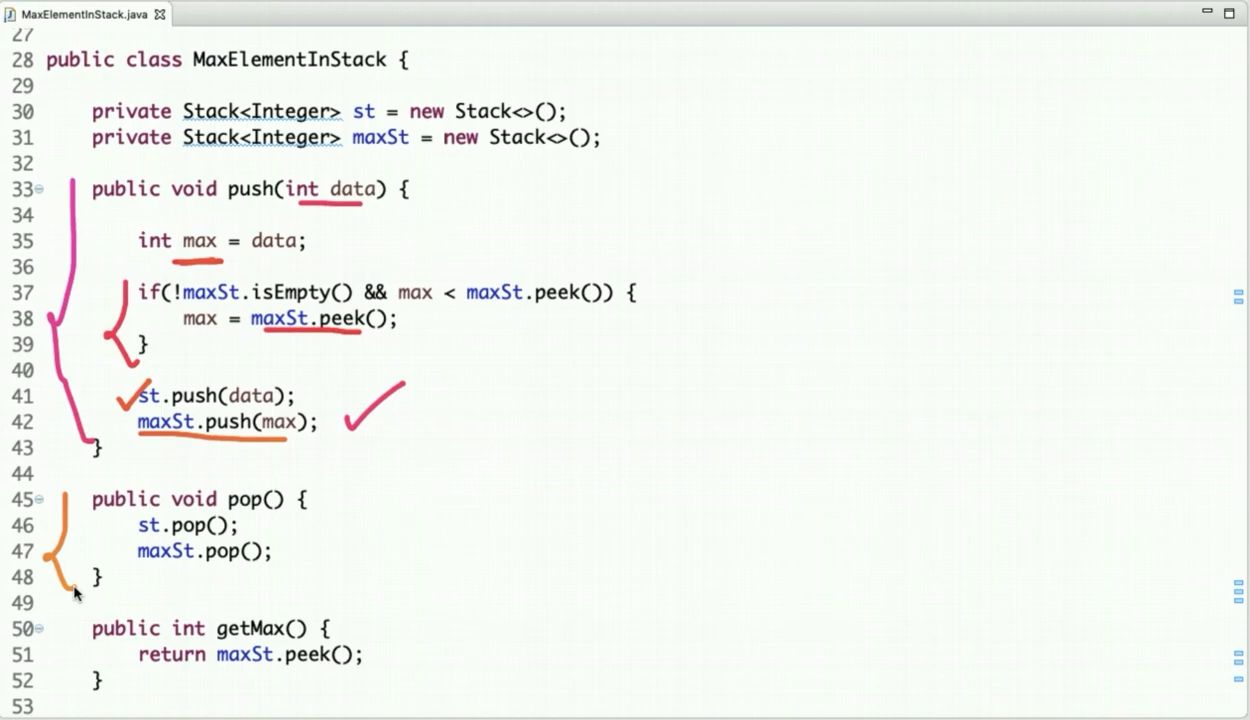 MaxElementInStack.java
27
28 public class MaxElementInStack {
29
30 private Stack<Integer> st = new Stack<>();
31 private Stack<Integer> maxSt = new Stack<>();
32
33 public void push(int data) {
34
35 int max = data;
36
37 if(!maxSt.isEmpty() && max < maxSt.peek()) {
38 max = maxSt.peek();
39 }
40
41 st.push(data);
42 maxSt.push(max);
43 }
44
45 public void pop() {
46 st.pop();
47 maxSt.pop();
48 }
49
50 public int getMax() {
51 return maxSt.peek();
52 }
53